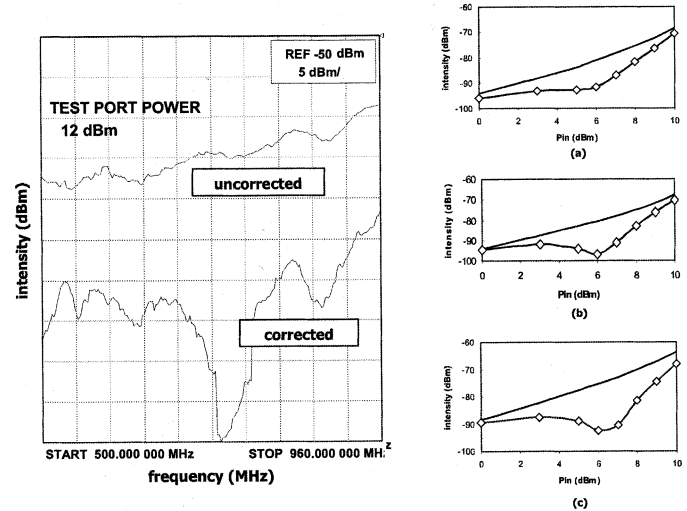 REF -50 dBm
5 dBm/
TEST PORT POWER
12 dBm
uncorrected
corrected
intensity (dBm)
START 500.000 000 MHz
STOP 960.000 000 MHz
frequency (MHz)
-60
-70
-80
-90
-100
intensity (dBm)
0
2
4
6
8
10
Pin (dBm)
(a)
-60
-70
-80
-90
-100
intensity (dBm)
0
2
4
6
8
10
Pin (dBm)
(b)
-60
-70
-80
-90
-100
intensity (dBm)
0
2
4
6
8
10
Pin (dBm)
(c)